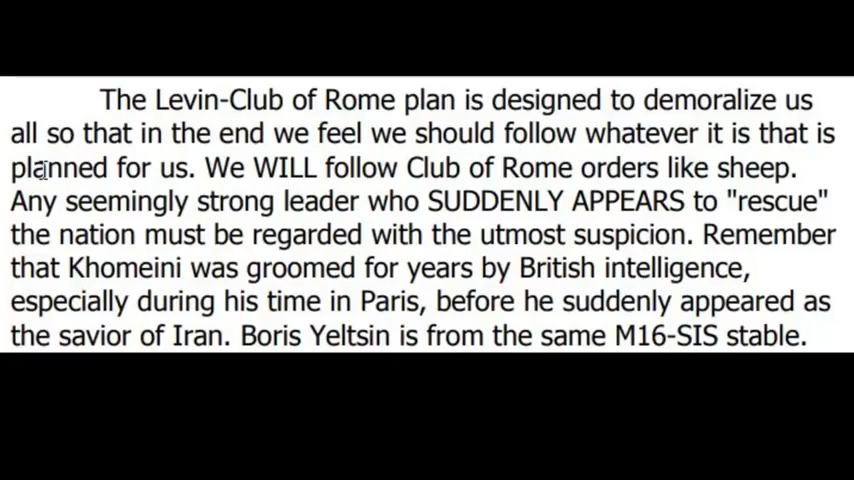 The Levin-Club of Rome plan is designed to demoralize us
all so that in the end we feel we should follow whatever it is that is
planned for us. We WILL follow Club of Rome orders like sheep.
Any seemingly strong leader who SUDDENLY APPEARS to "rescue"
the nation must be regarded with the utmost suspicion. Remember
that Khomeini was groomed for years by British intelligence,
especially during his time in Paris, before he suddenly appeared as
the savior of Iran. Boris Yeltsin is from the same M16-SIS stable.